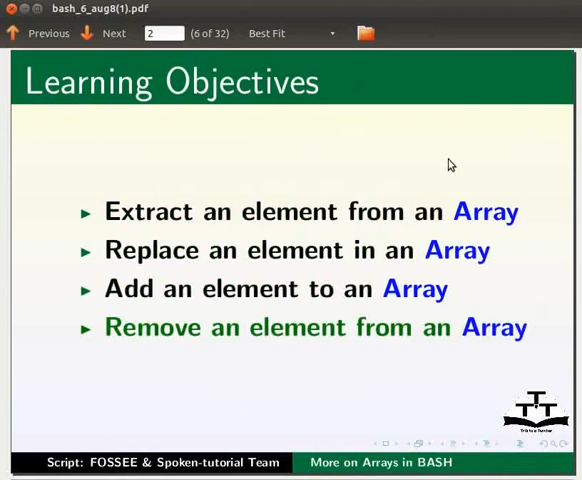 bash_6_aug8(1).pdf
Previous Next 2 (6 of 32) Best Fit
Learning Objectives
Extract an element from an Array
Replace an element in an Array
Add an element to an Array
Remove an element from an Array
Script: FOSSEE & Spoken-tutorial Team More on Arrays in BASH